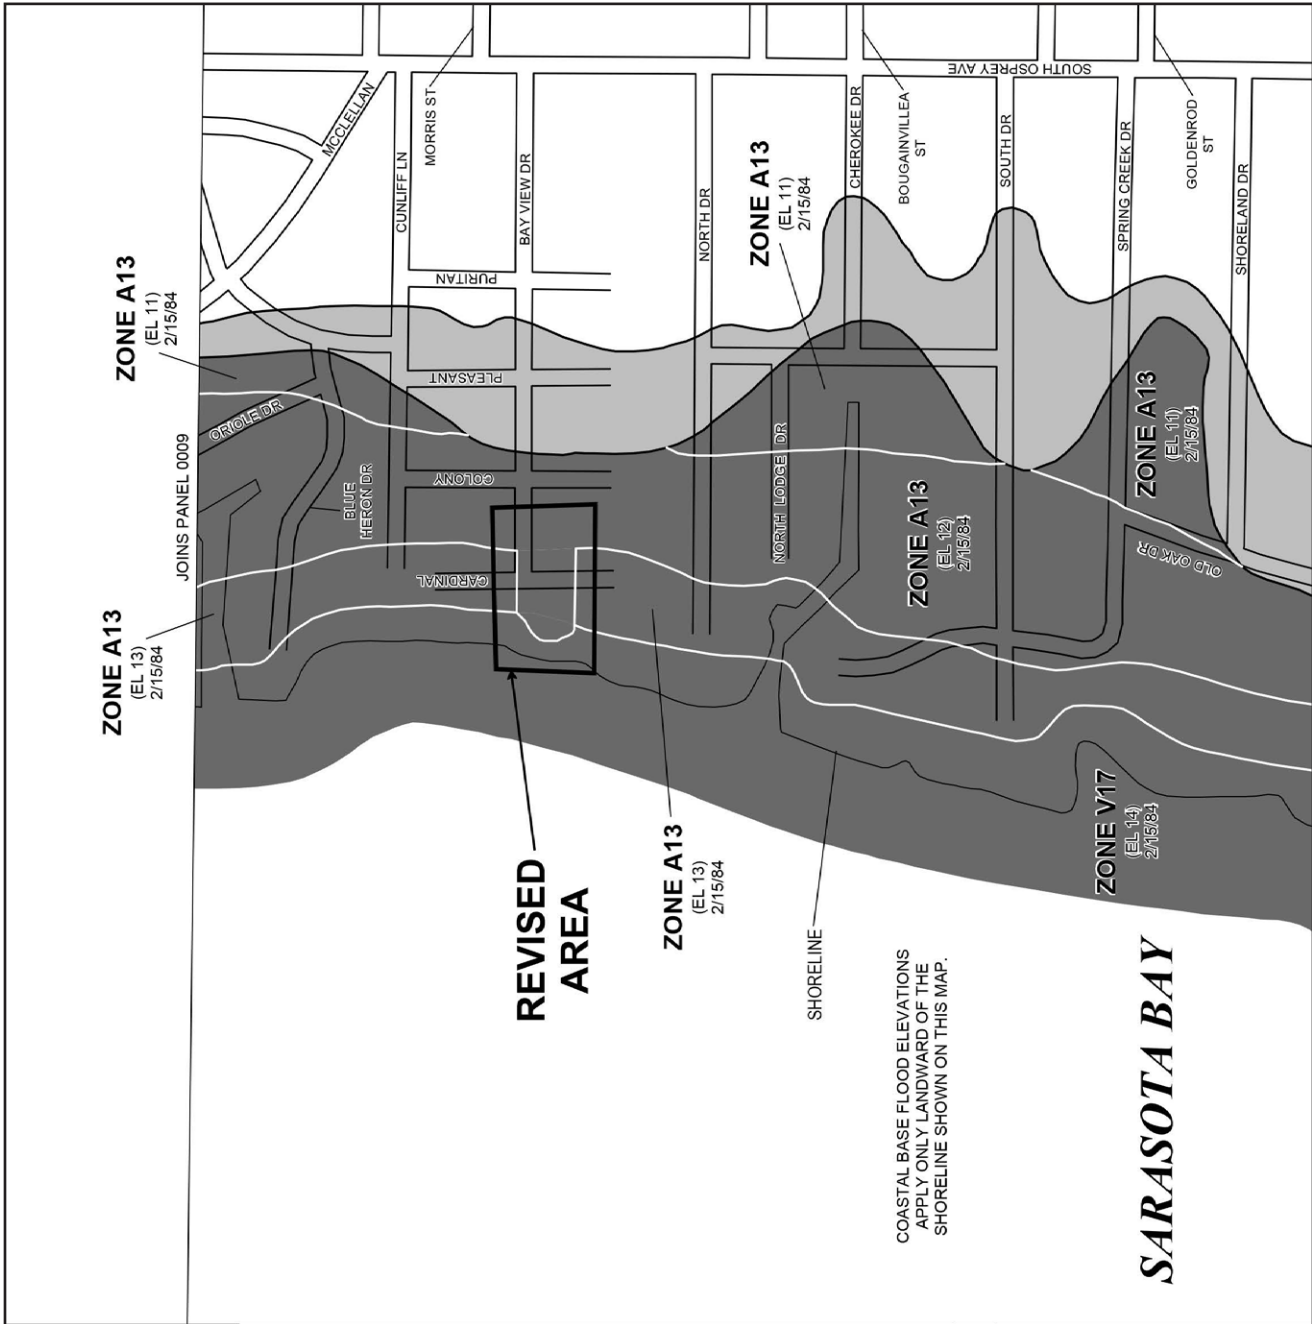 SOUTH OSPREY AVE
MCCLELLAN
CUNLIFF LN
MORRIS ST
BAY VIEW DR
PURITAN
NORTH DR
CHEROKEE DR
BOUGAINVILLEA
ST
SOUTH DR
SPRING CREEK DR
GOLDENROD
ST
SHORELAND DR
ZONE A13
(EL 11)
2/15/84
ZONE A13
(EL 11)
2/15/84
PLEASANT
ORIOLE DR
JOINS PANEL 0009
BLUE
HERON DR
COLONY
NORTH LODGE DR
ZONE A13
(EL 11)
2/15/84
ZONE A13
(EL 12)
2/15/84
OLD OAK DR
CARDINAL
ZONE A13
(EL 13)
2/15/84
REVISED
AREA
ZONE A13
(EL 13)
2/15/84
SHORELINE
ZONE V17
(EL 14)
2/15/84
COASTAL BASE FLOOD ELEVATIONS
APPLY ONLY LANDWARD OF THE
SHORELINE SHOWN ON THIS MAP.
SARASOTA BAY